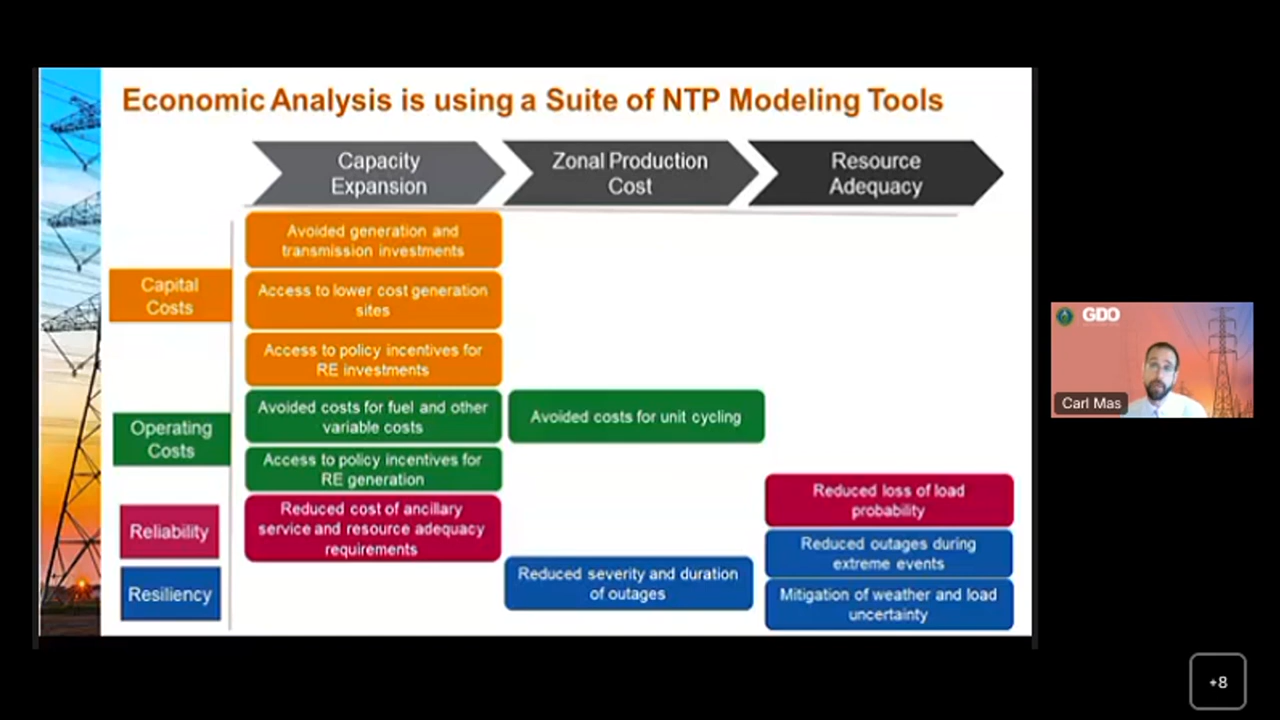 Economic Analysis is using a Suite of NTP Modeling Tools
Capacity
Expansion
Zonal Production
Cost
Resource
Adequacy
Capital
Costs
Avoided generation and
transmission investments
Access to lower cost generation
sites
Access to policy incentives for
RE investments
Operating
Costs
Avoided costs for fuel and other
variable costs
Avoided costs for unit cycling
Access to policy incentives for
RE generation
Reliability
Reduced cost of ancillary
service and resource adequacy
requirements
Reduced loss of load
probability
Resiliency
Reduced severity and duration
of outages
Reduced outages during
extreme events
Mitigation of weather and load
uncertainty
GDO
Carl Mas
+8